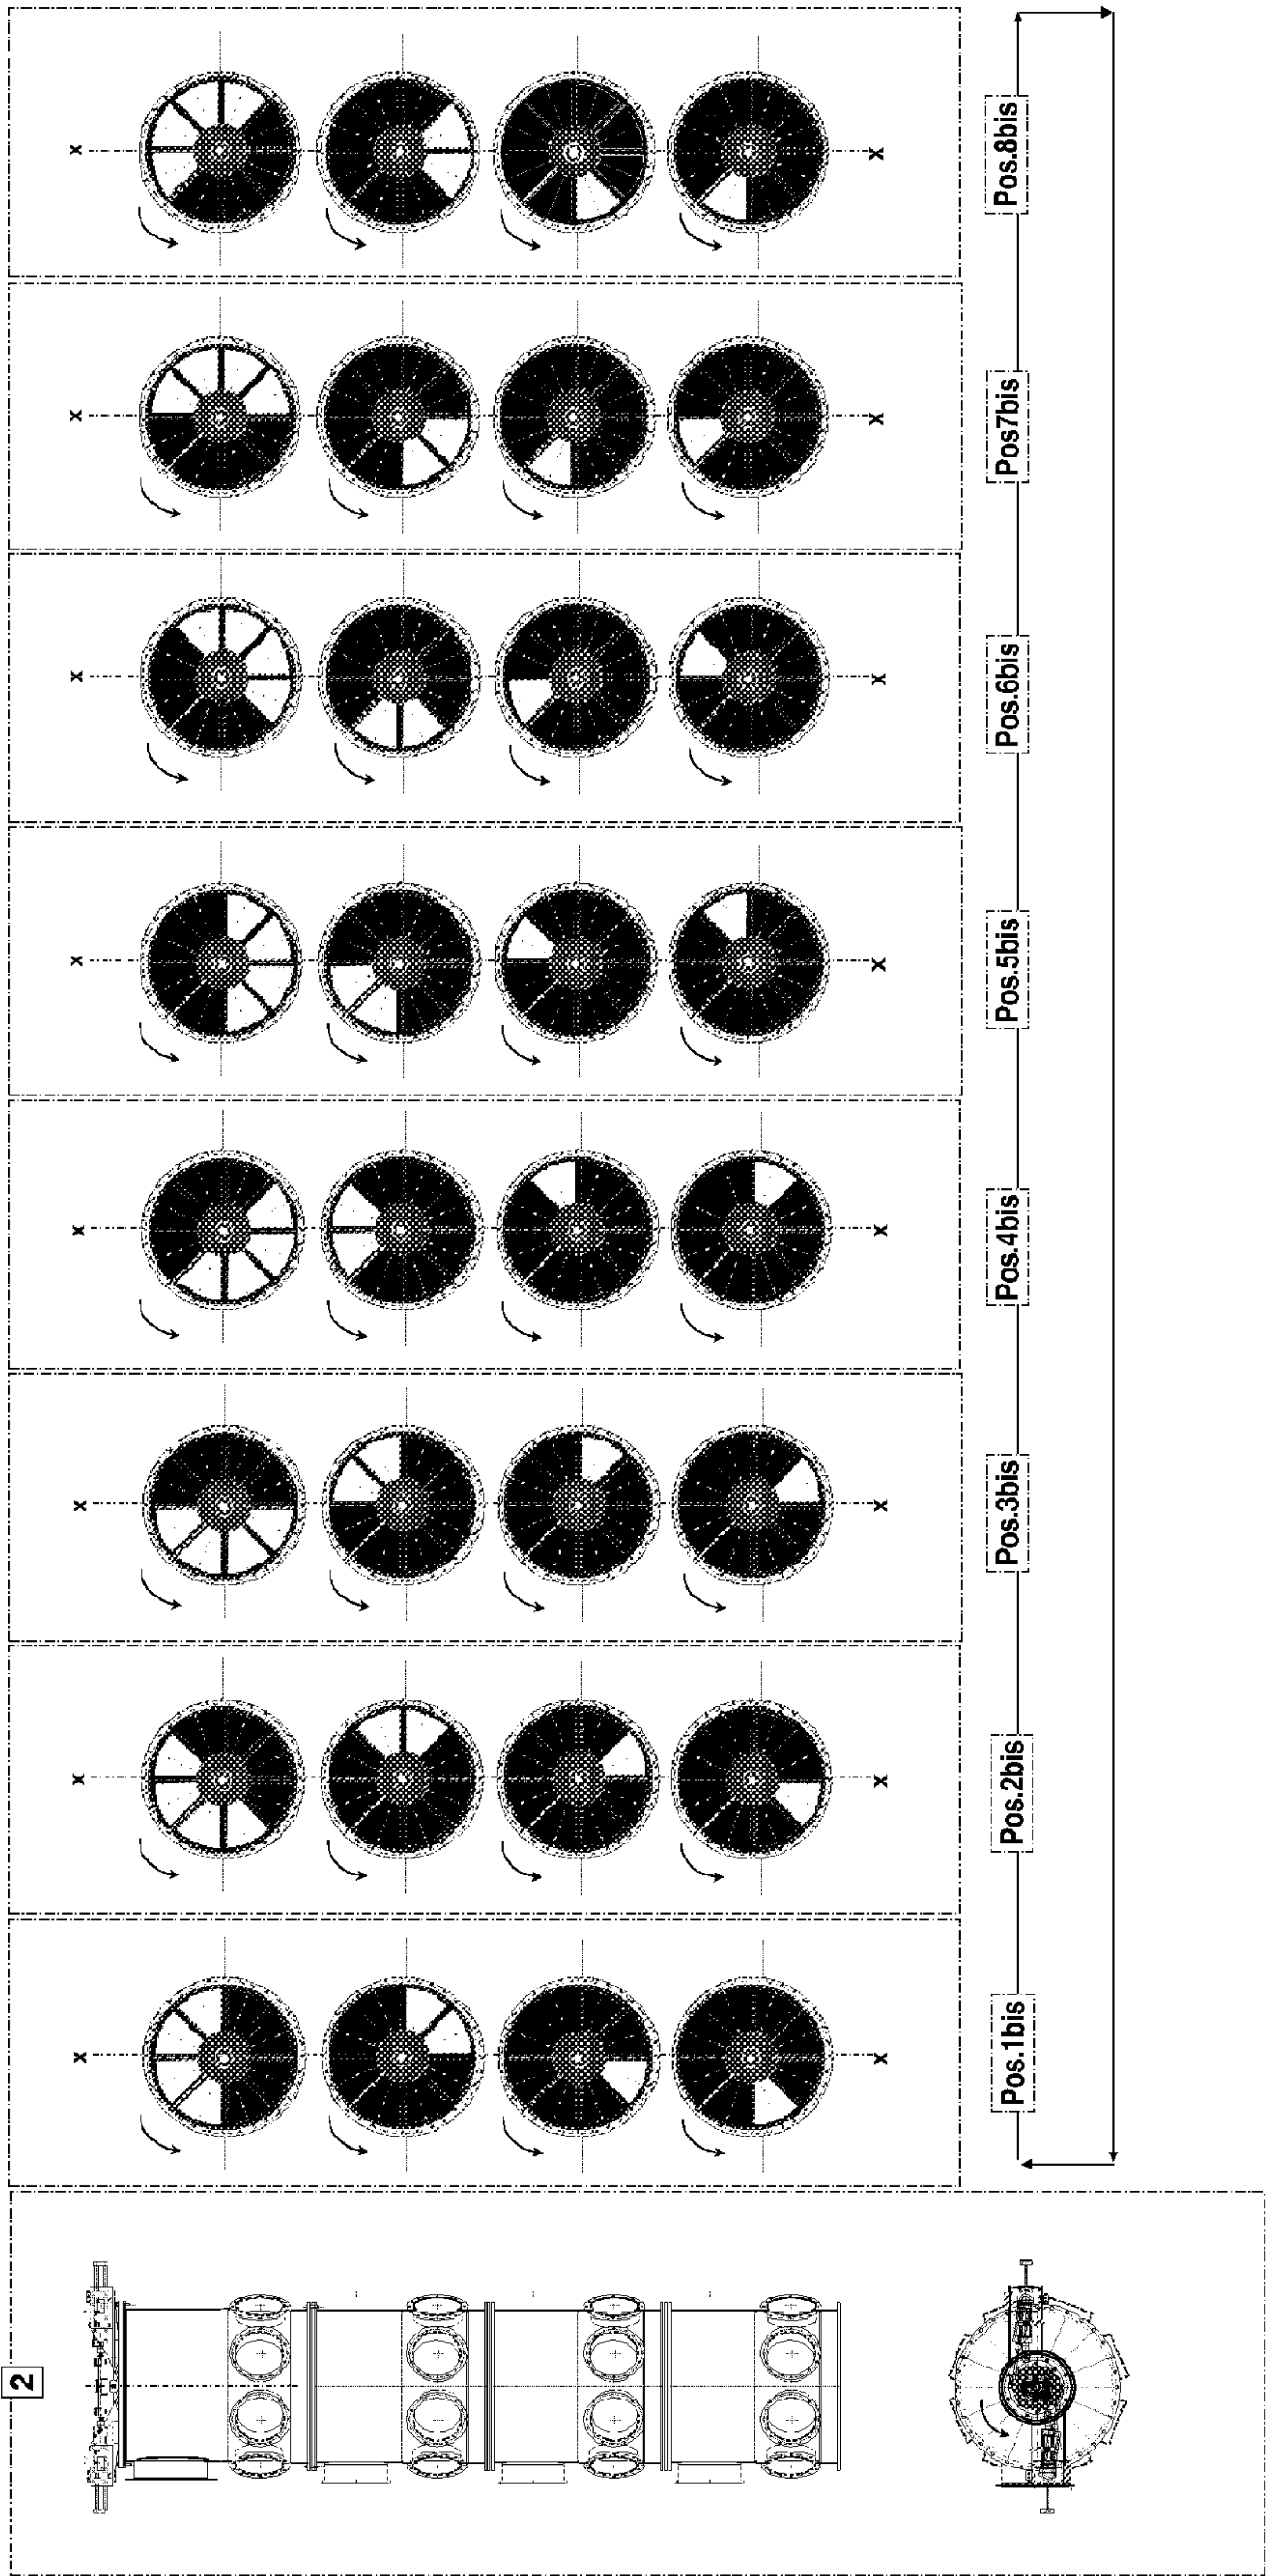 2
x x x x x x x x
x x x x x x x x
Pos.1bis Pos.2bis Pos.3bis Pos.4bis Pos.5bis Pos.6bis Pos7bis Pos.8bis